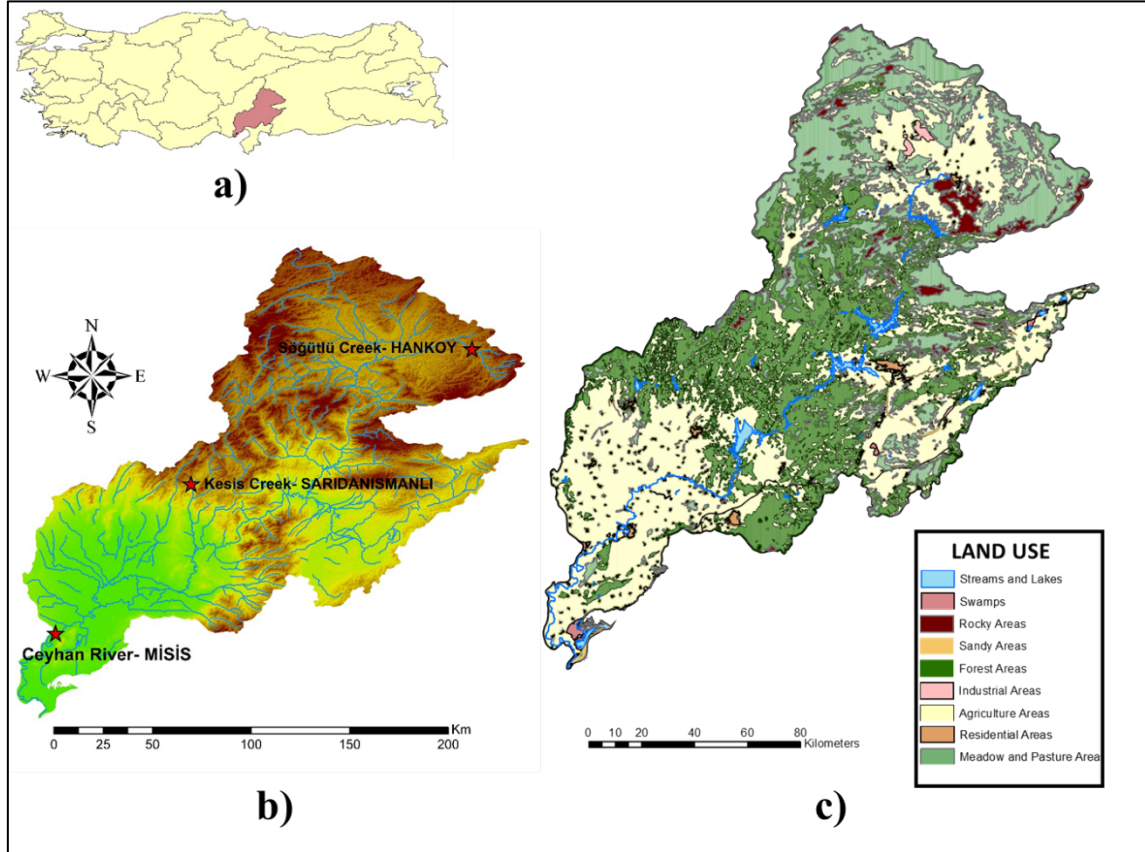 a)
N
W E
S
Söğütlü Creek- HANKOY
Kesis Creek- SARIDANISMANLI
Ceyhan River- MİSİS
Km
0 25 50 100 150 200
b)
LAND USE
Streams and Lakes
Swamps
Rocky Areas
Sandy Areas
Forest Areas
Industrial Areas
Agriculture Areas
Residential Areas
Meadow and Pasture Area
0 20 40 80
Kilometers
c)